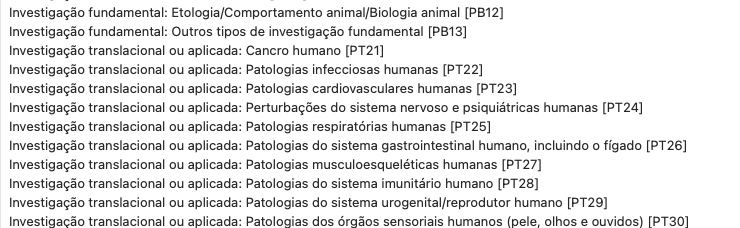 Investigação fundamental: Etologia/Comportamento animal/Biologia animal [PB12]
Investigação fundamental: Outros tipos de investigação fundamental [PB13]
Investigação translacional ou aplicada: Cancro humano [PT21]
Investigação translacional ou aplicada: Patologias infecciosas humanas [PT22]
Investigação translacional ou aplicada: Patologias cardiovasculares humanas [PT23]
Investigação translacional ou aplicada: Perturbações do sistema nervoso e psiquiátricas humanas [PT24]
Investigação translacional ou aplicada: Patologias respiratórias humanas [PT25]
Investigação translacional ou aplicada: Patologias do sistema gastrointestinal humano, incluindo o fígado [PT26]
Investigação translacional ou aplicada: Patologias musculoesqueléticas humanas [PT27]
Investigação translacional ou aplicada: Patologias do sistema imunitário humano [PT28]
Investigação translacional ou aplicada: Patologias do sistema urogenital/reprodutor humano [PT29]
Investigação translacional ou aplicada: Patologias dos órgãos sensoriais humanos (pele, olhos e ouvidos) [PT30]